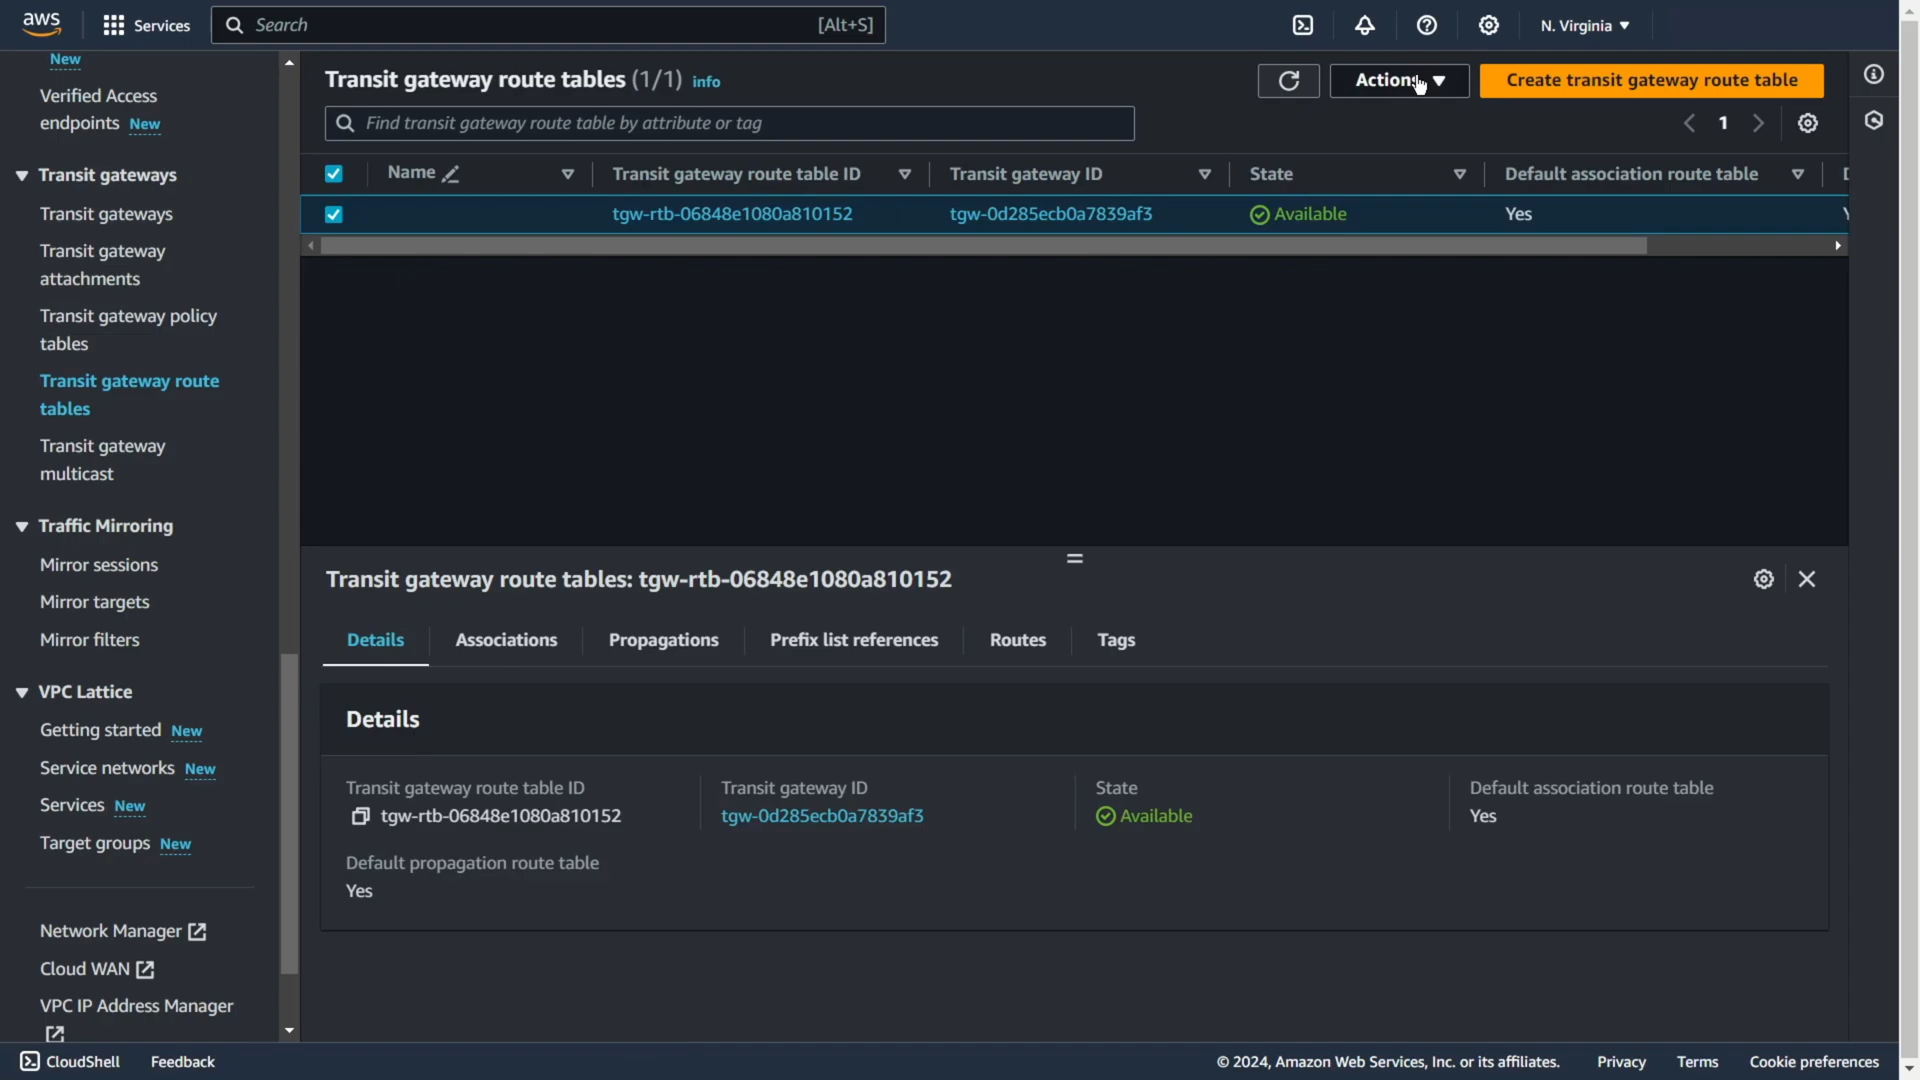 aws
Services
Search
[Alt+S]
N. Virginia
New
Verified Access
endpoints New
Transit gateways
Transit gateways
Transit gateway
attachments
Transit gateway policy
tables
Transit gateway route
tables
Transit gateway
multicast
Traffic Mirroring
Mirror sessions
Mirror targets
Mirror filters
VPC Lattice
Getting started New
Service networks New
Services New
Target groups New
Network Manager
Cloud WAN
VPC IP Address Manager
Transit gateway route tables (1/1) info
Actions
Create transit gateway route table
Find transit gateway route table by attribute or tag
1
Name
Transit gateway route table ID
Transit gateway ID
State
Default association route table
tgw-rtb-06848e1080a810152
tgw-0d285ecb0a7839af3
Available
Yes
Transit gateway route tables: tgw-rtb-06848e1080a810152
Details
Associations
Propagations
Prefix list references
Routes
Tags
Details
Transit gateway route table ID
tgw-rtb-06848e1080a810152
Transit gateway ID
tgw-0d285ecb0a7839af3
State
Available
Default association route table
Yes
Default propagation route table
Yes
CloudShell
Feedback
© 2024, Amazon Web Services, Inc. or its affiliates.
Privacy
Terms
Cookie preferences